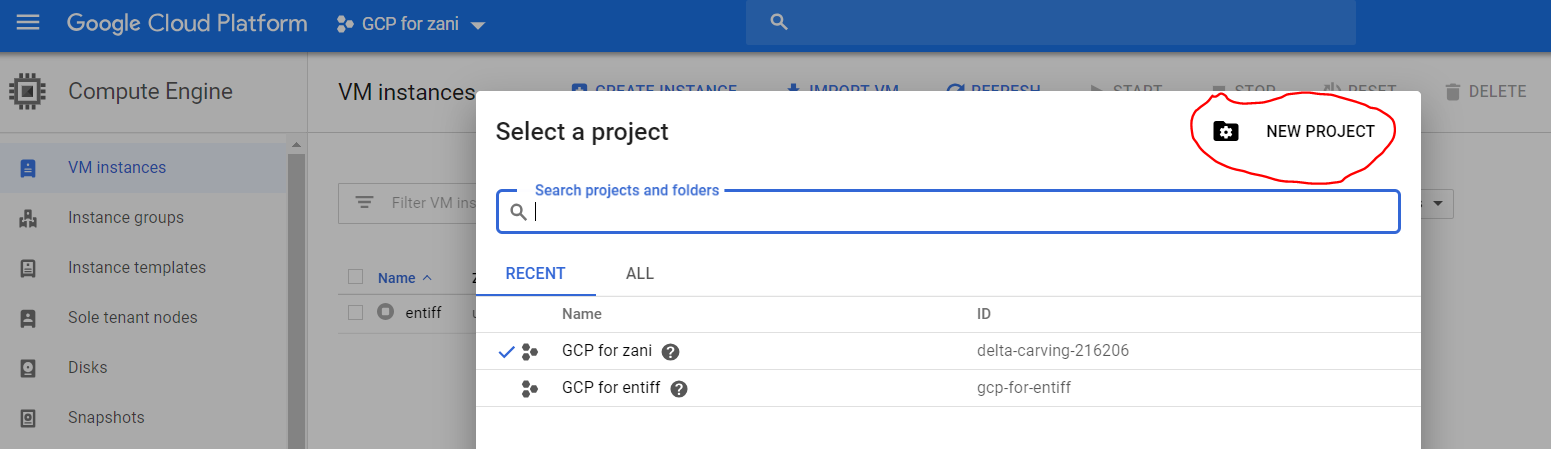 Google Cloud Platform GCP for zani
Compute Engine VM instances CREATE INSTANCE IMPORT VM REFRESH START STOP RESET DELETE
Select a project NEW PROJECT
VM instances
Search projects and folders
Instance groups Filter VM ins
Instance templates Name RECENT ALL
Sole tenant nodes entiff Name ID
GCP for zani delta-carving-216206
Disks GCP for entiff gcp-for-entiff
Snapshots